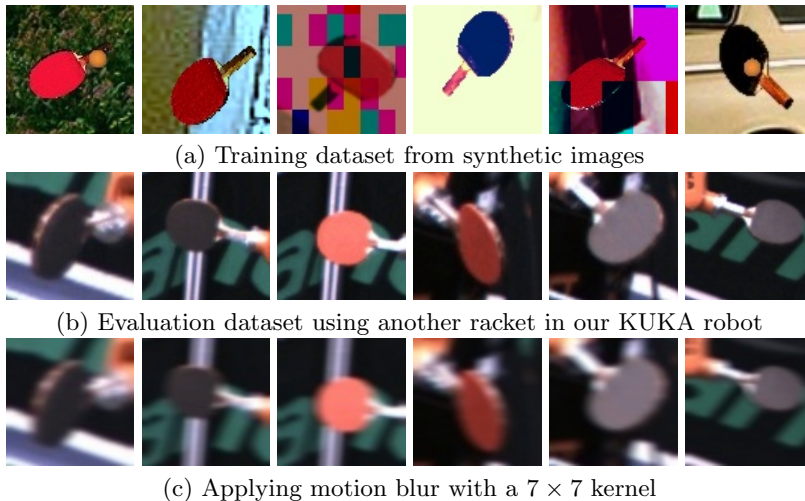 (a) Training dataset from synthetic images
(b) Evaluation dataset using another racket in our KUKA robot
(c) Applying motion blur with a 7 × 7 kernel